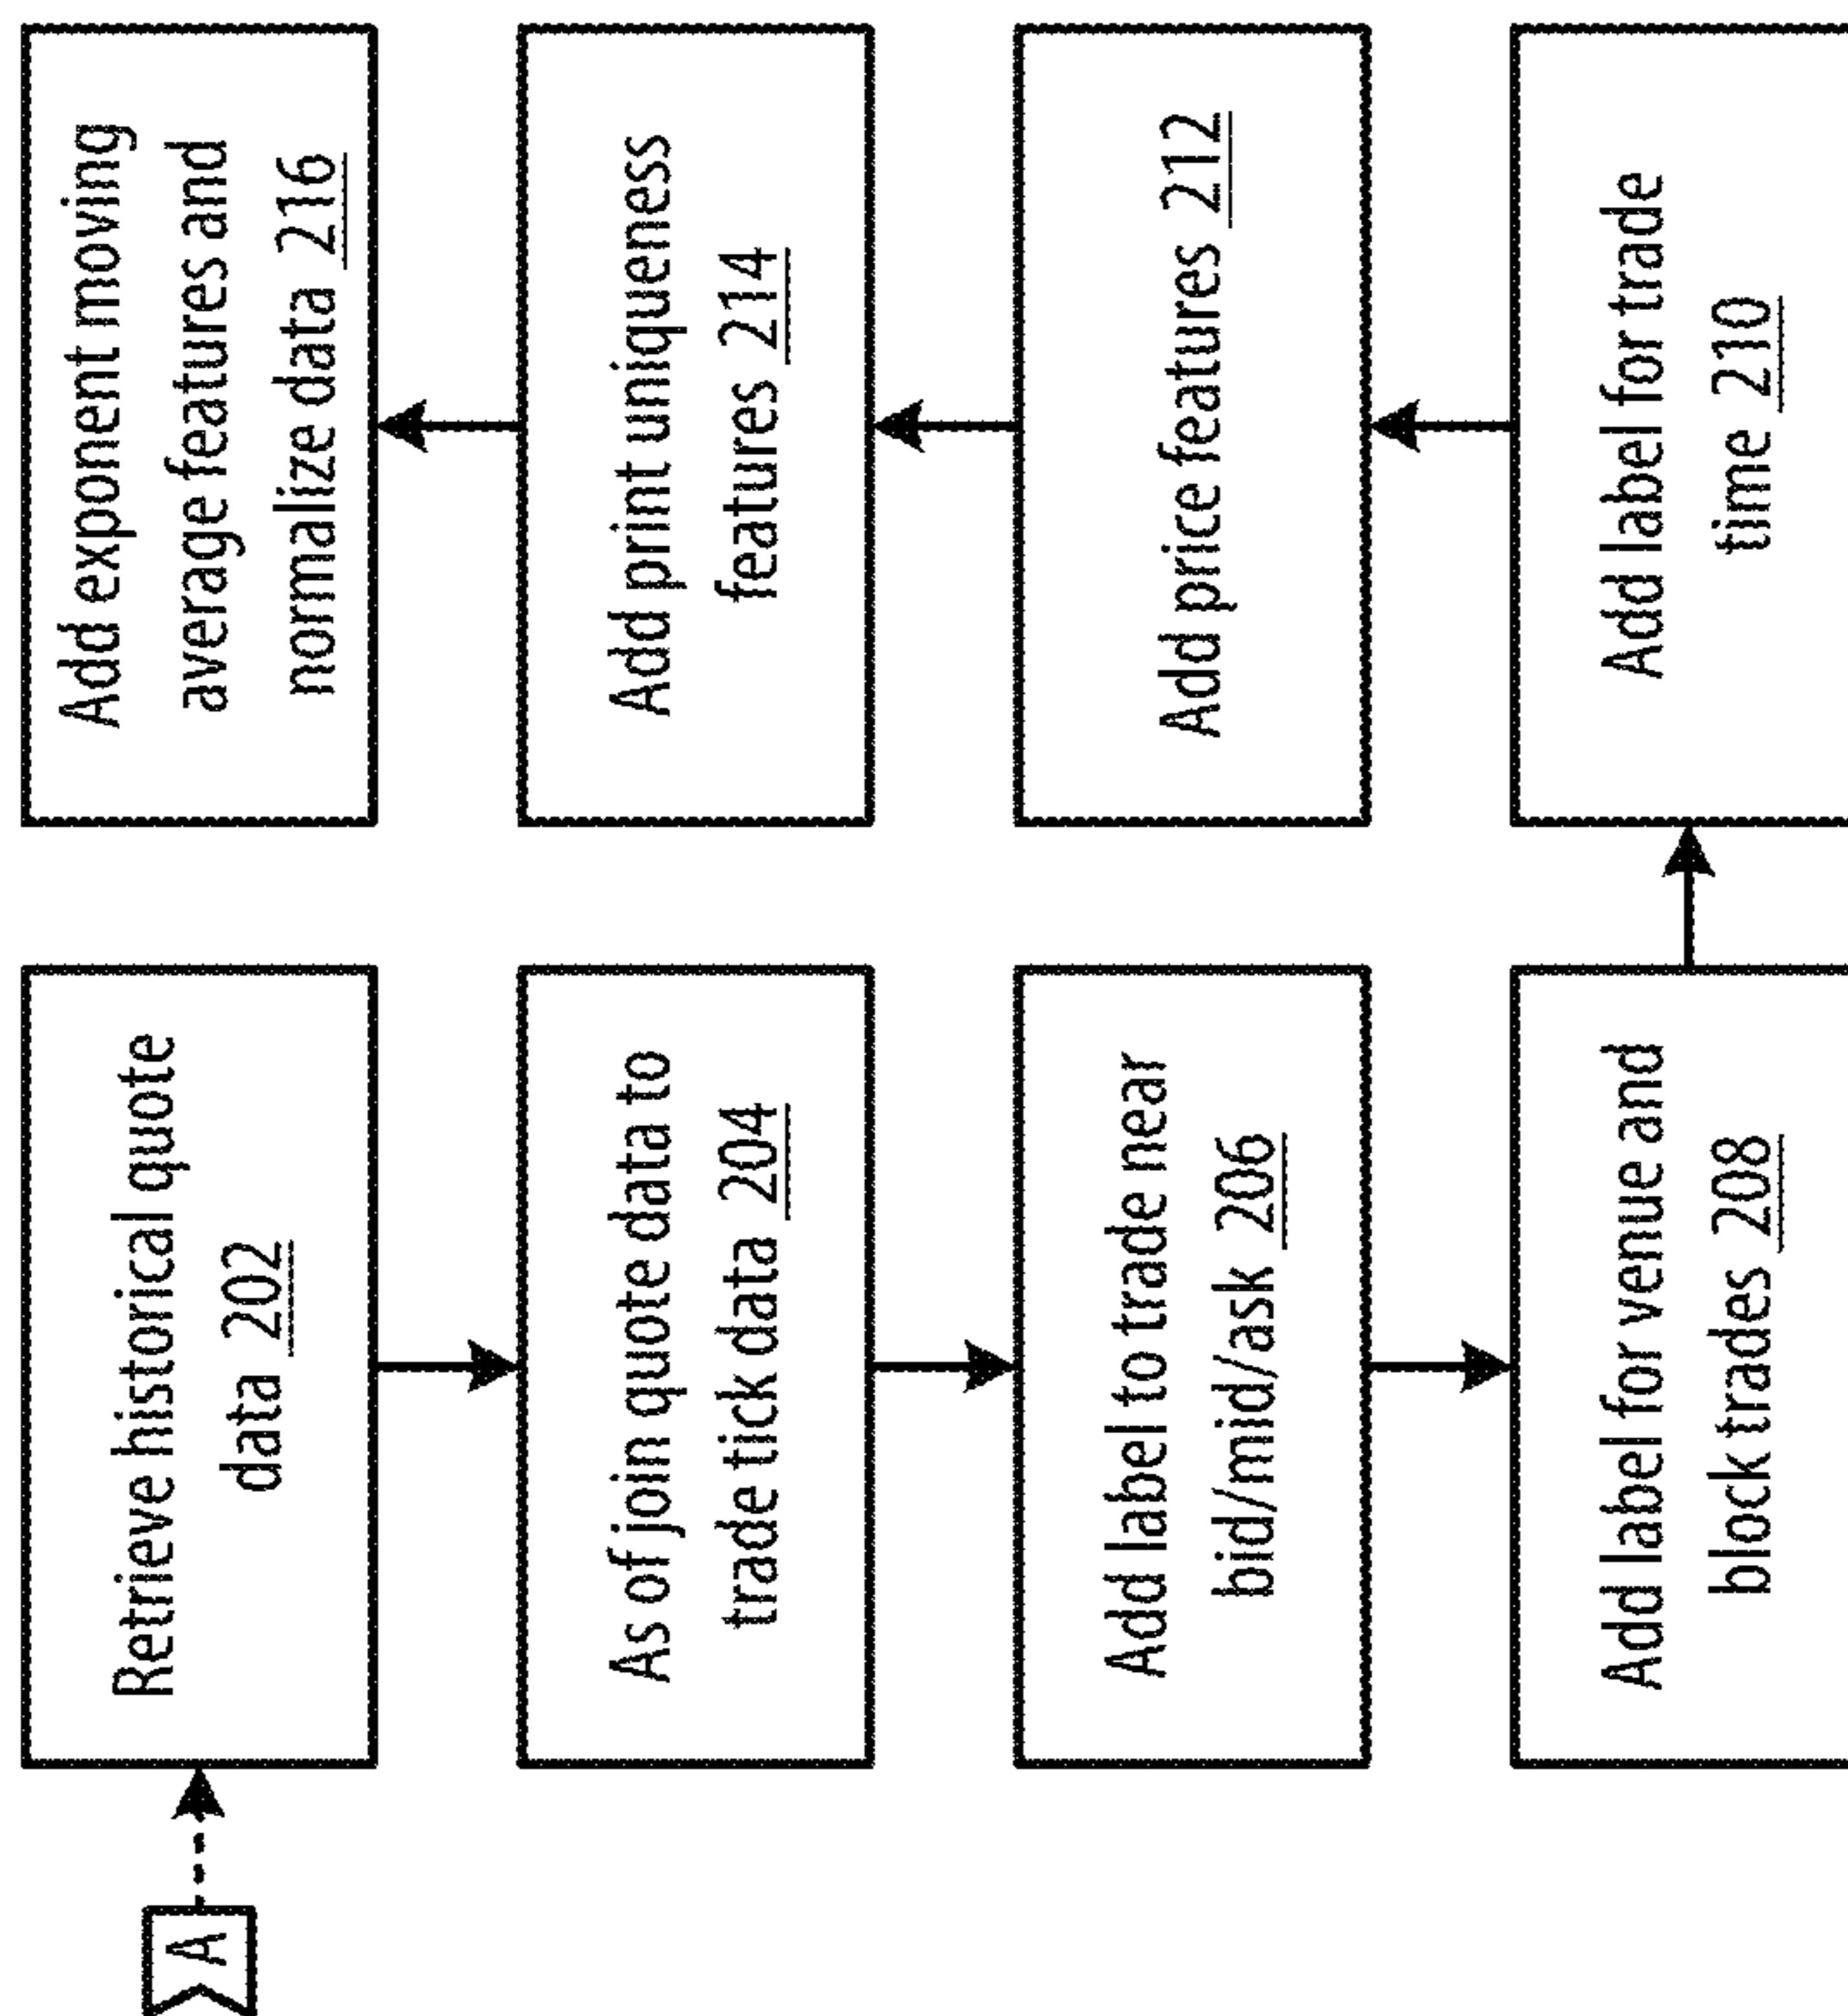 A
Retrieve historical quote
data 202
As of join quote data to
trade tick data 204
Add label to trade near
bid/mid/ask 206
Add label for venue and
block trades 208
Add label for trade
time 210
Add price features 212
Add print uniqueness
features 214
Add exponent moving
average features and
normalize data 216